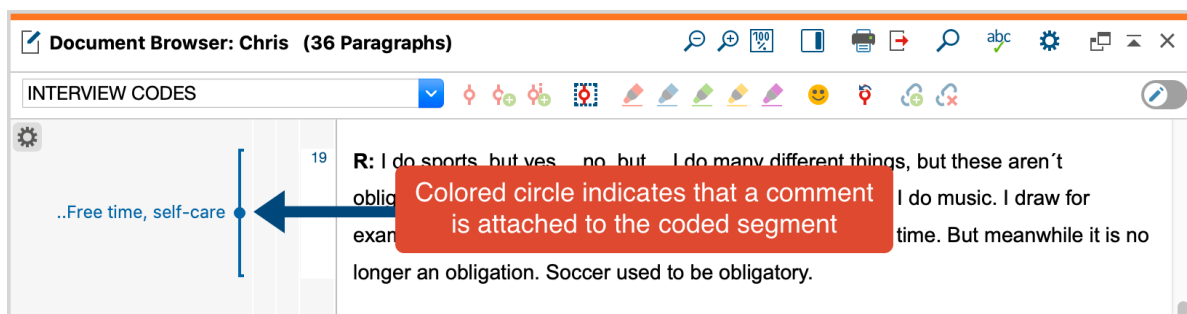 Document Browser: Chris (36 Paragraphs)
100
%
abc
INTERVIEW CODES
19
R: I do sports, but yes... no, but... I do many different things, but these aren´t
Colored circle indicates that a comment
is attached to the coded segment
I do music. I draw for
..Free time, self-care
time. But meanwhile it is no
longer an obligation. Soccer used to be obligatory.